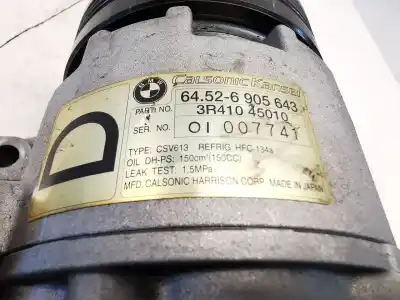 BMW Calsonic Kansei
64.52-6 905 643
PARTI NO. 3R410 45010
SER. NO. OI 007741
D
TYPE: CSV613 REFRIG. HFC-134a
OIL DH-PS: 150cm³(150CC)
LEAK TEST: 1,5MPa
MFD. CALSONIC HARRISON CORP. MADE IN JAPAN